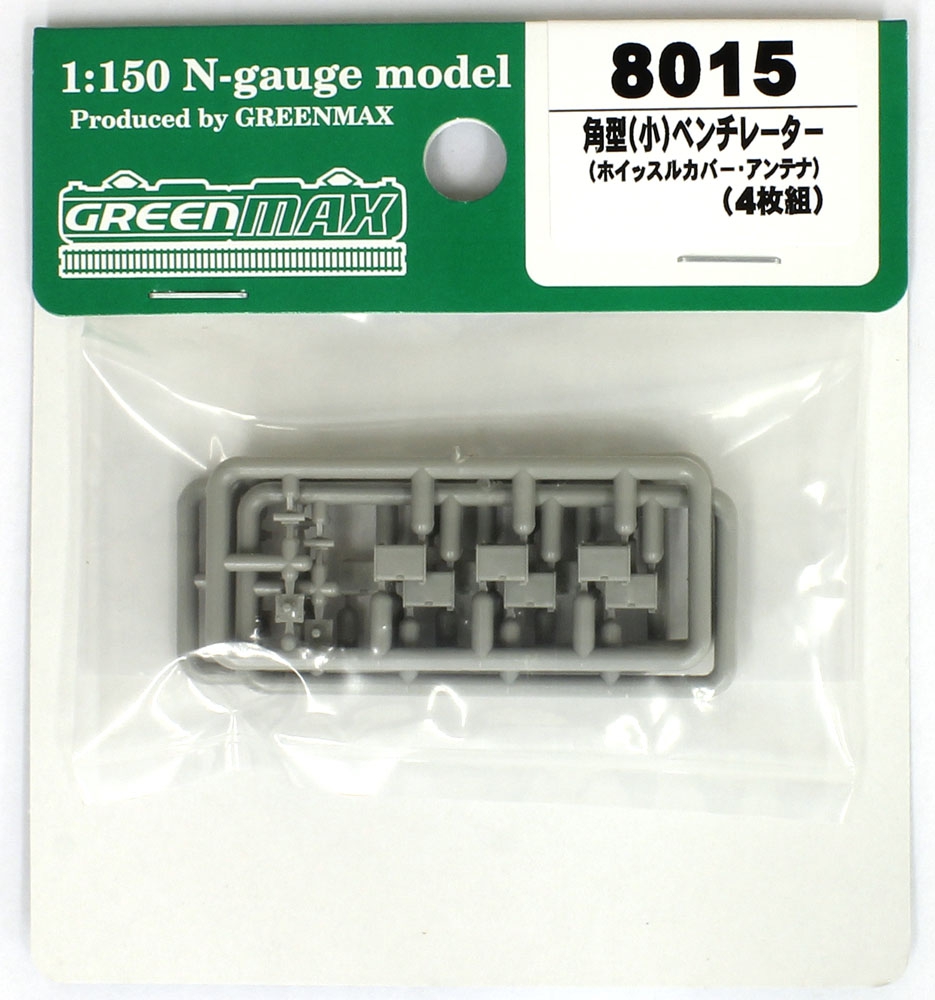 1:150 N-gauge model
Produced by GREENMAX
GREENMAX
8015
角型(小)ベンチレーター
(ホイッスルカバー・アンテナ)
(4枚組)